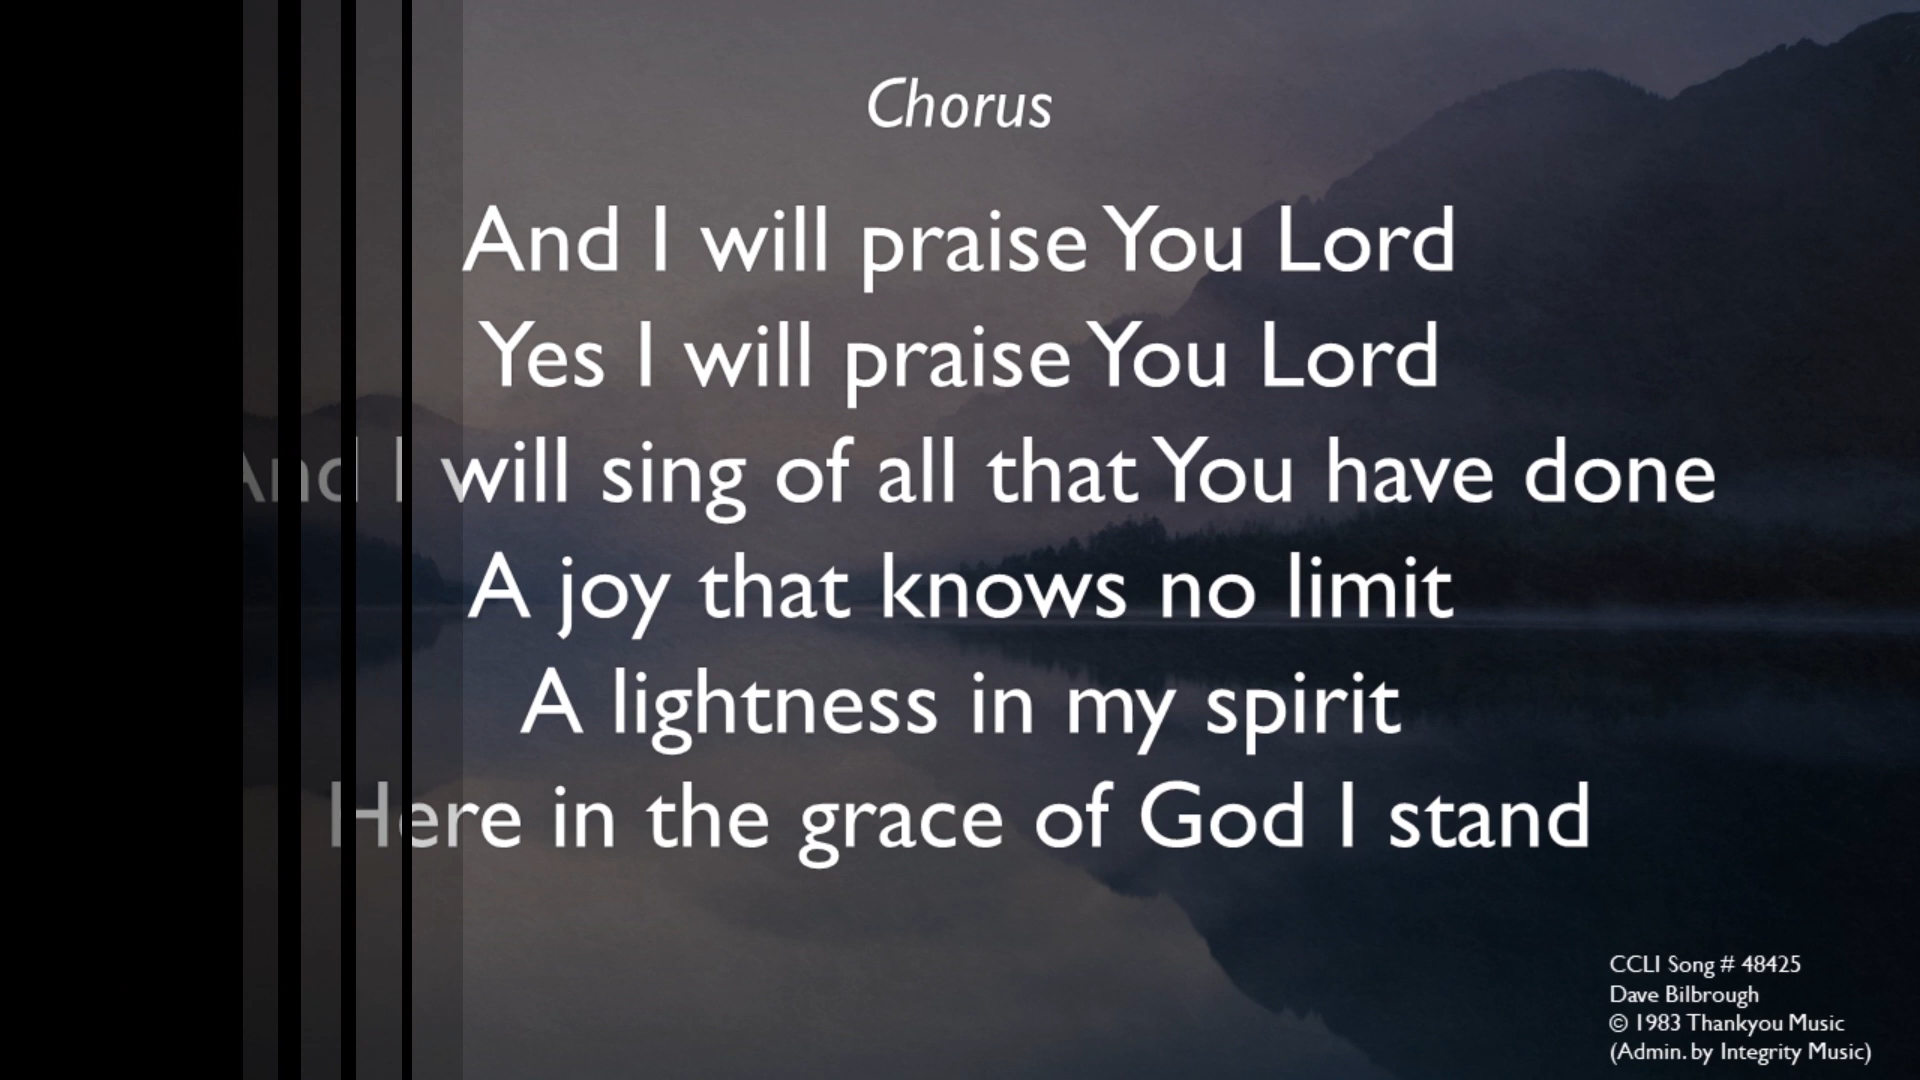 Chorus
And I will praise You Lord
Yes I will praise You Lord
And I will sing of all that You have done
A joy that knows no limit
A lightness in my spirit
Here in the grace of God I stand
CCLI Song # 48425
Dave Bilbrough
© 1983 Thankyou Music
(Admin. by Integrity Music)